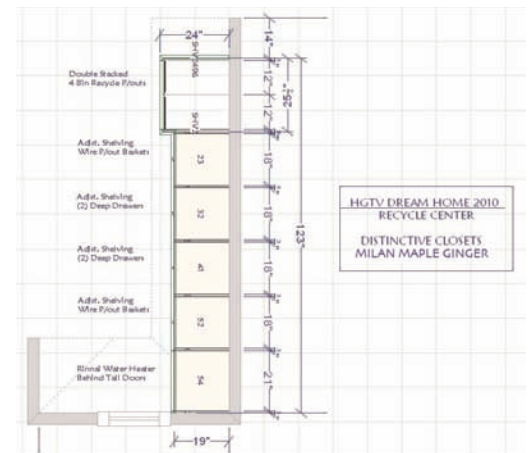 24"
14"
Double Stacked
4 Bin Recycle P/outs
12"
25½"
12"
Adjst. Shelving
Wire P/out Baskets
23
18"
Adjst. Shelving
(2) Deep Drawers
32
18"
HGTV DREAM HOME 2010
RECYCLE CENTER
DISTINCTIVE CLOSETS
MILAN MAPLE GINGER
123"
Adjst. Shelving
(2) Deep Drawers
18"
Adjst. Shelving
Wire P/out Baskets
52
18"
Rinnai Water Heater
Behind Tall Doors
54
21"
19"